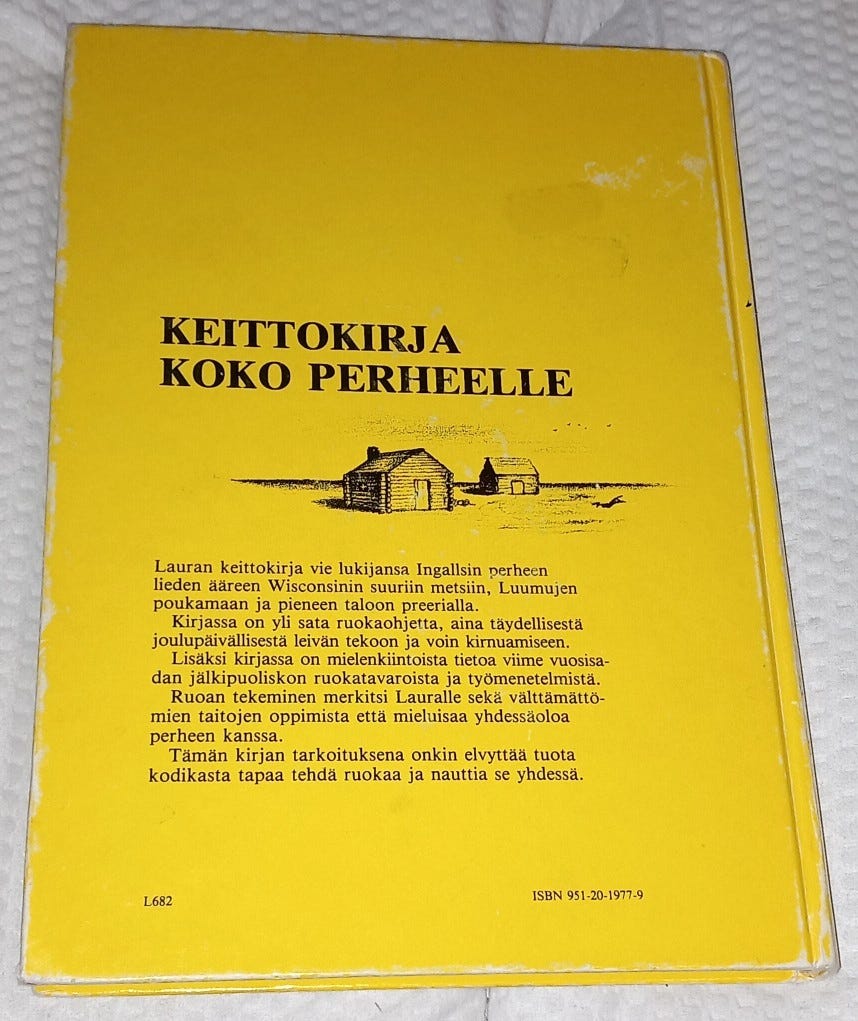 KEITTOKIRJA
KOKO PERHEELLE
Lauran keittokirja vie lukijansa Ingallsin perheen
lieden ääreen Wisconsinin suuriin metsiin, Luumujen
poukamaan ja pieneen taloon preerialla.
Kirjassa on yli sata ruokaohjetta, aina täydellisestä
joulupäivällisestä leivän tekoon ja voin kirnuamiseen.
Lisäksi kirjassa on mielenkiintoista tietoa viime vuosisa-
dan jälkipuoliskon ruokatavaroista ja työmenetelmistä.
Ruoan tekeminen merkitsi Lauralle sekä välttämättö-
mien taitojen oppimista että mieluisaa yhdessäoloa
perheen kanssa.
Tämän kirjan tarkoituksena onkin elvyttää tuota
kodikasta tapaa tehdä ruokaa ja nauttia se yhdessä.
L682
ISBN 951-20-1977-9